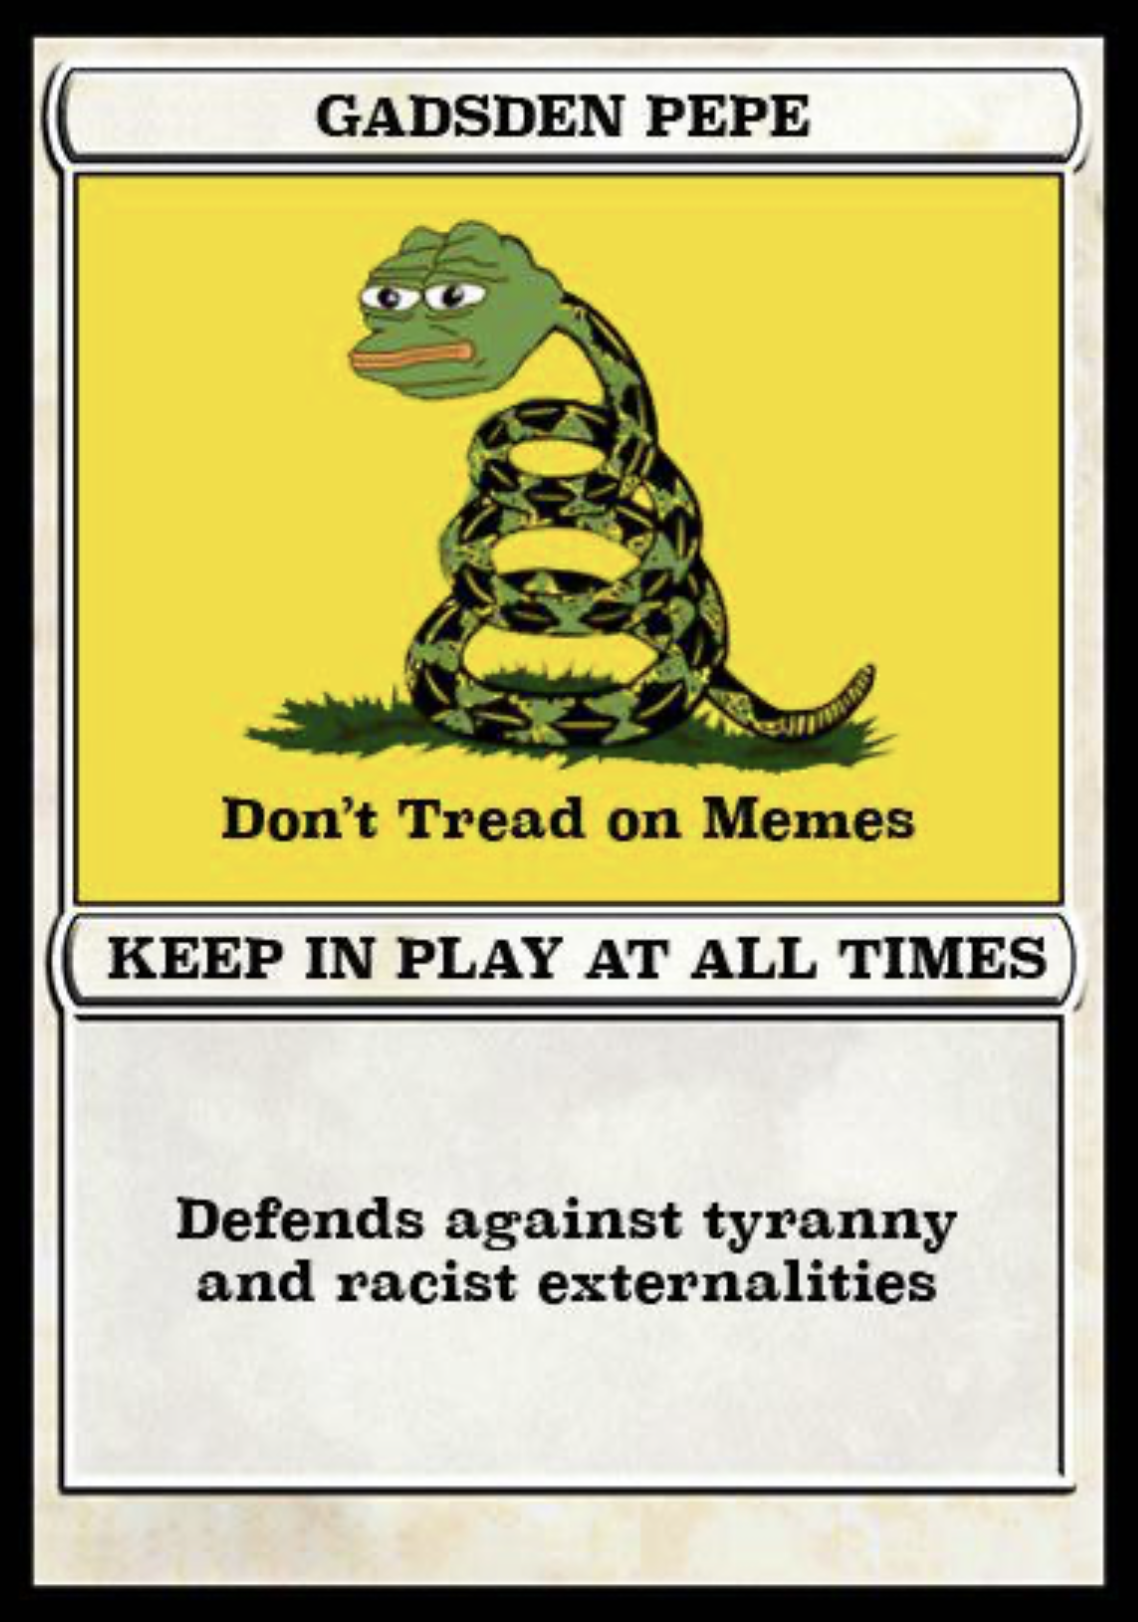 GADSDEN PEPE
Don't Tread on Memes
KEEP IN PLAY AT ALL TIMES
Defends against tyranny
and racist externalities